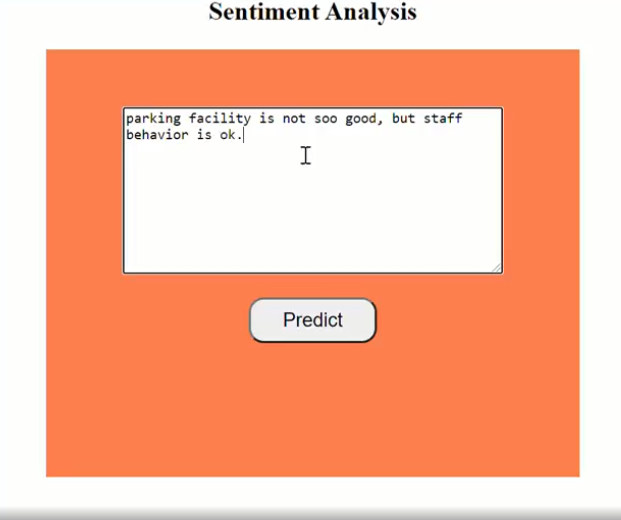 Sentiment Analysis
parking facility is not soo good, but staff
behavior is ok.
Predict